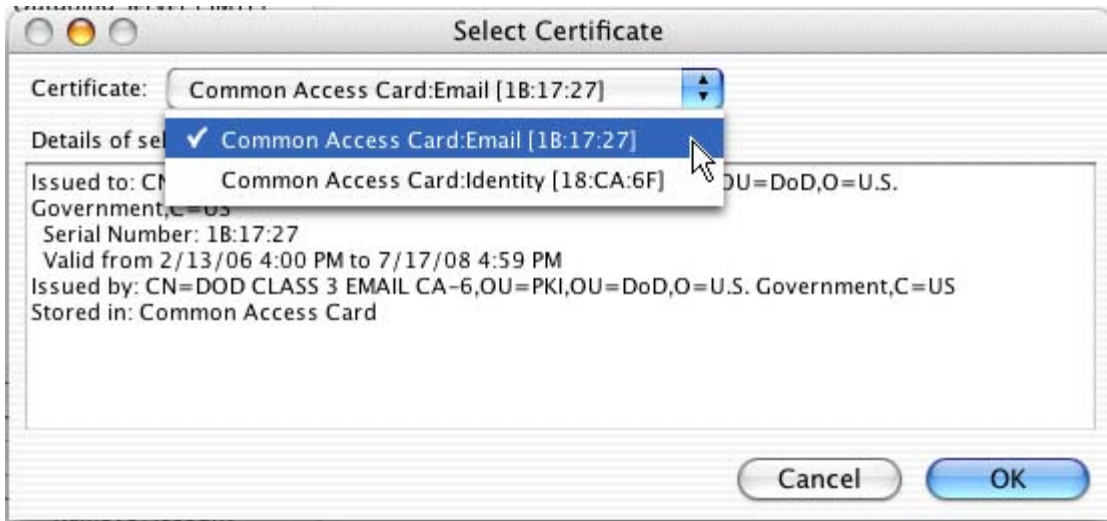 Select Certificate
Certificate: Common Access Card:Email [1B:17:27]
Details of sel
✓ Common Access Card:Email [1B:17:27]
Common Access Card:Identity [18:CA:6F]
Issued to: CN OU=DoD,O=U.S.
Government,C=US
Serial Number: 1B:17:27
Valid from 2/13/06 4:00 PM to 7/17/08 4:59 PM
Issued by: CN=DOD CLASS 3 EMAIL CA-6,OU=PKI,OU=DoD,O=U.S. Government,C=US
Stored in: Common Access Card
Cancel OK